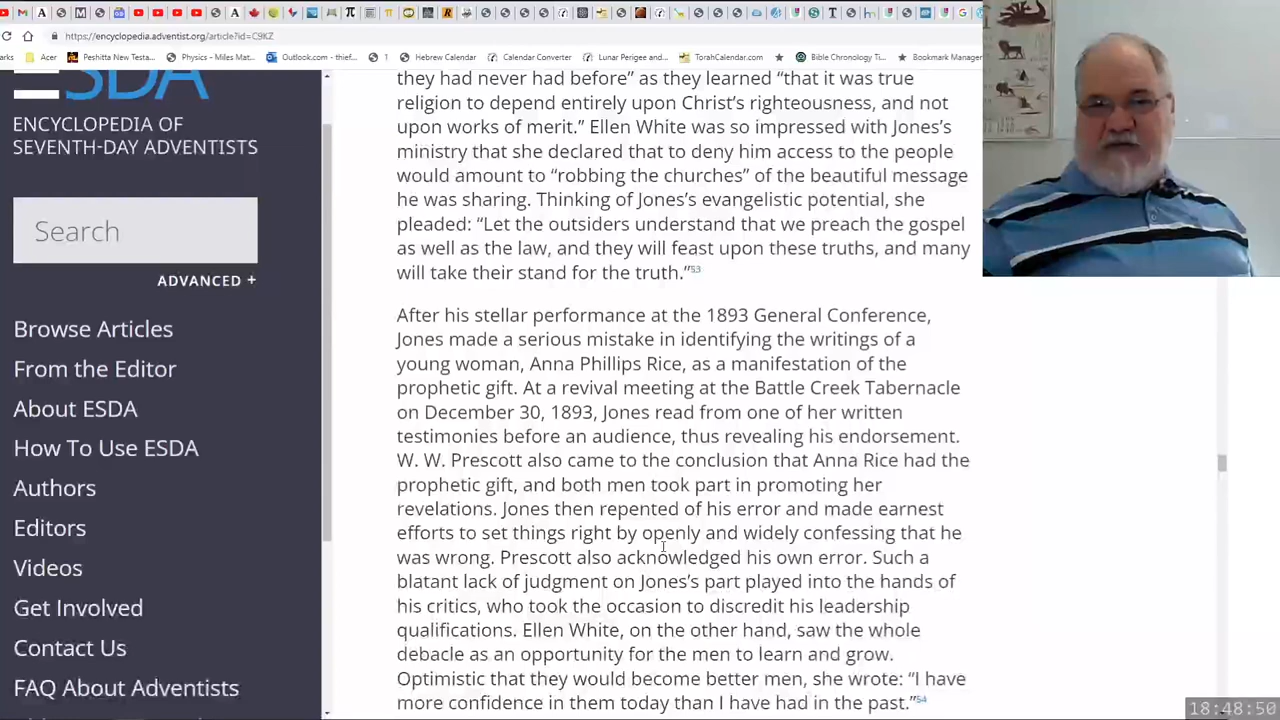 https://encyclopedia.adventist.org/article?id=C9KZ
Acer
Peshitta New Testa...
Physics – Miles Mat...
Outlook.com - thief...
1
Hebrew Calendar
Calendar Converter
Lunar Perigee and...
TorahCalendar.com
Bible Chronology Ti...
Bookmark Manager
ESDA
ENCYCLOPEDIA OF
SEVENTH-DAY ADVENTISTS
Search
ADVANCED +
Browse Articles
From the Editor
About ESDA
How To Use ESDA
Authors
Editors
Videos
Get Involved
Contact Us
FAQ About Adventists
they had never had before” as they learned “that it was true
religion to depend entirely upon Christ’s righteousness, and not
upon works of merit.” Ellen White was so impressed with Jones’s
ministry that she declared that to deny him access to the people
would amount to “robbing the churches” of the beautiful message
he was sharing. Thinking of Jones’s evangelistic potential, she
pleaded: “Let the outsiders understand that we preach the gospel
as well as the law, and they will feast upon these truths, and many
will take their stand for the truth.”53
After his stellar performance at the 1893 General Conference,
Jones made a serious mistake in identifying the writings of a
young woman, Anna Phillips Rice, as a manifestation of the
prophetic gift. At a revival meeting at the Battle Creek Tabernacle
on December 30, 1893, Jones read from one of her written
testimonies before an audience, thus revealing his endorsement.
W. W. Prescott also came to the conclusion that Anna Rice had the
prophetic gift, and both men took part in promoting her
revelations. Jones then repented of his error and made earnest
efforts to set things right by openly and widely confessing that he
was wrong. Prescott also acknowledged his own error. Such a
blatant lack of judgment on Jones’s part played into the hands of
his critics, who took the occasion to discredit his leadership
qualifications. Ellen White, on the other hand, saw the whole
debacle as an opportunity for the men to learn and grow.
Optimistic that they would become better men, she wrote: “I have
more confidence in them today than I have had in the past.”54
18:48:50